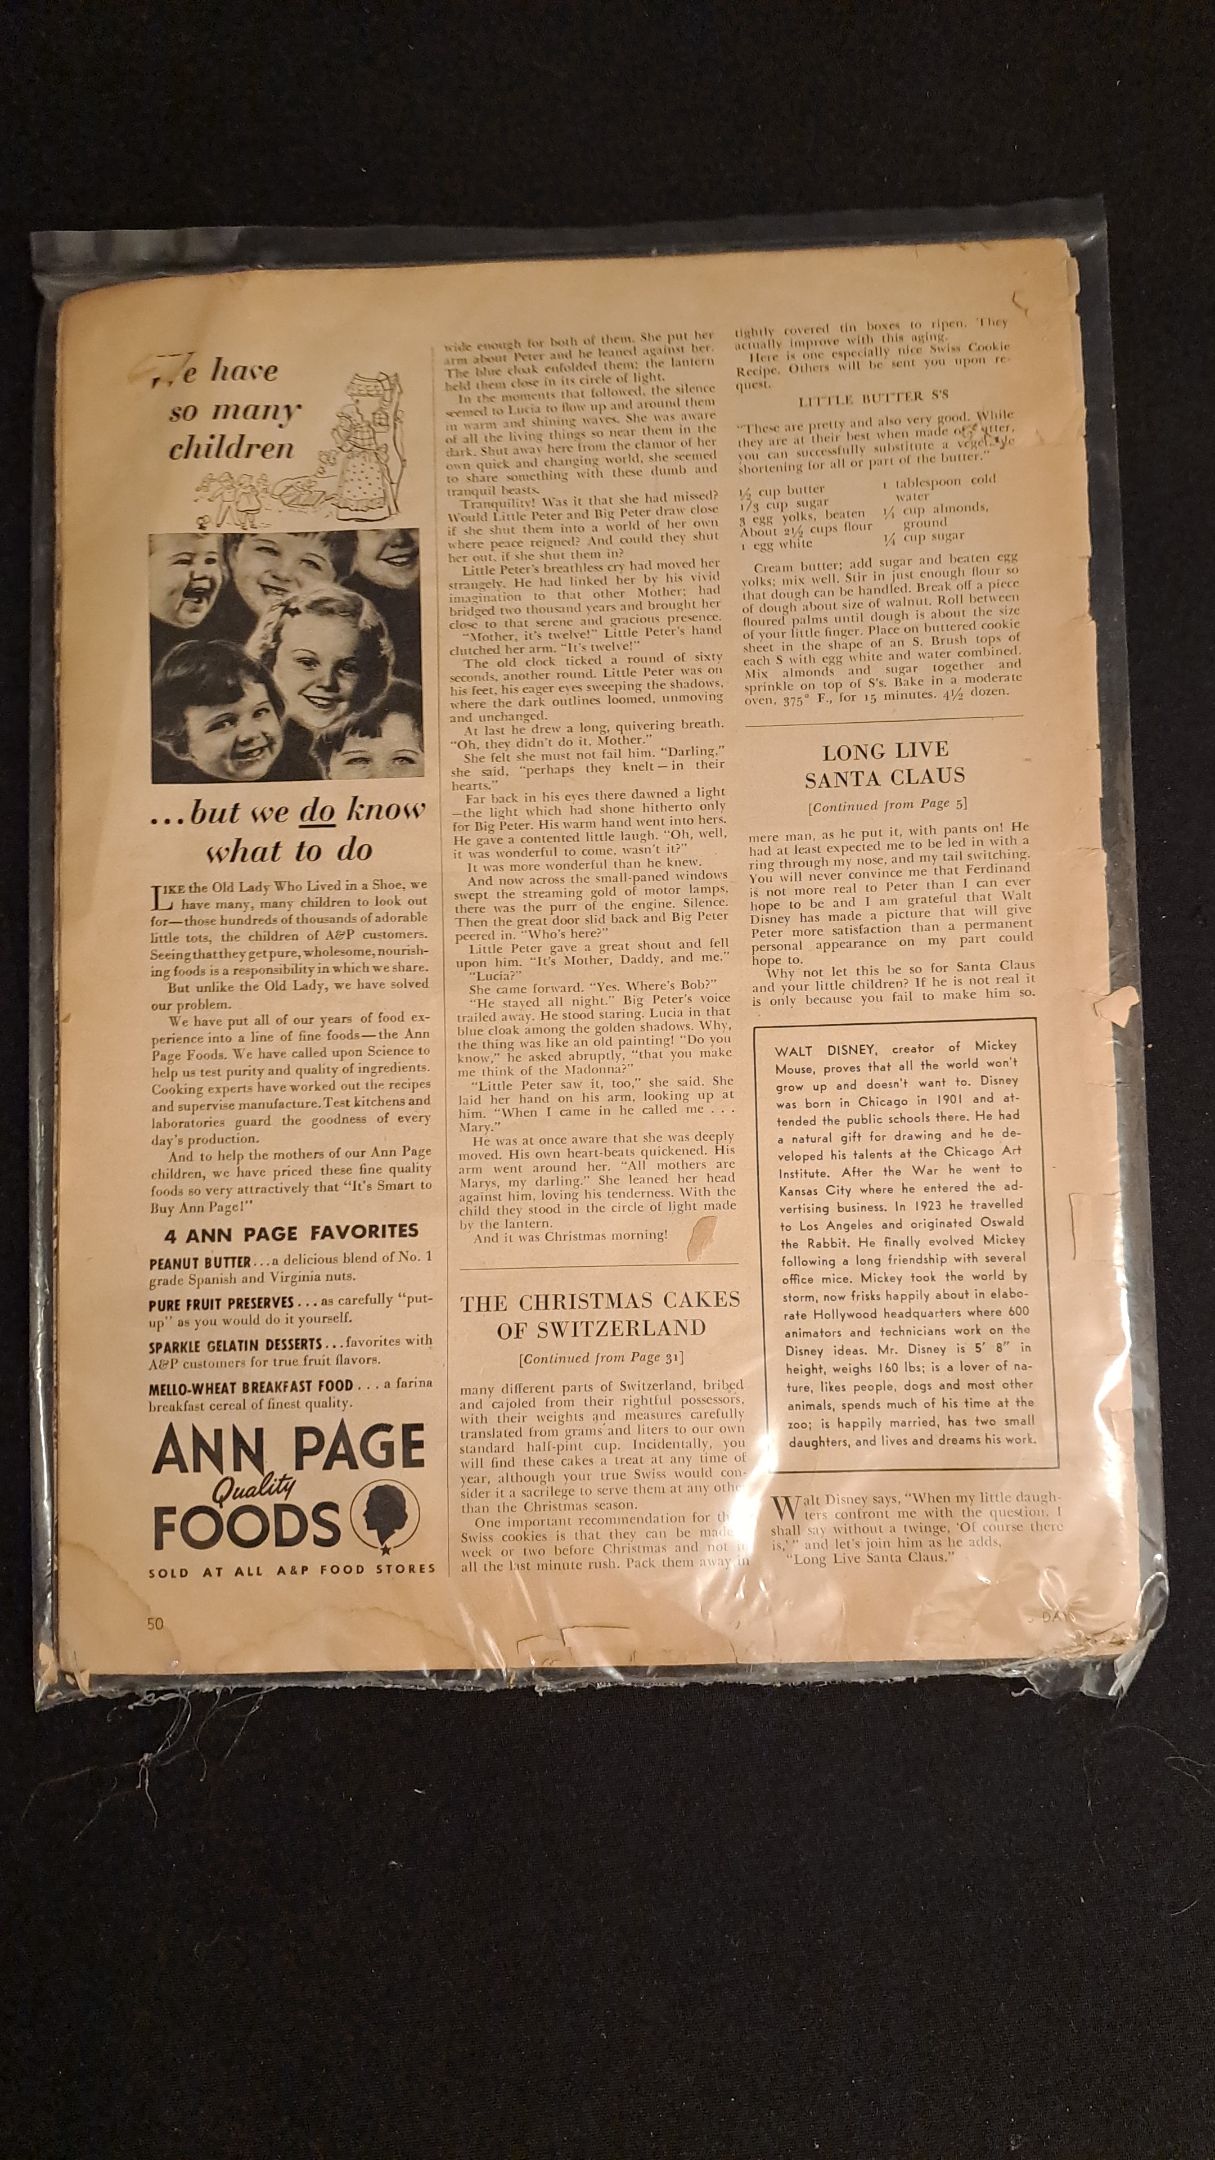 We have
so many
children
...but we do know
what to do
LIKE the Old Lady Who Lived in a Shoe, we
have many, many children to look out
for—those hundreds of thousands of adorable
little tots, the children of A&P customers.
Seeing that they get pure, wholesome, nourish-
ing foods is a responsibility in which we share.
But unlike the Old Lady, we have solved
our problem.
We have put all of our years of food ex-
perience into a line of fine foods—the Ann
Page Foods. We have called upon Science to
help us test purity and quality of ingredients.
Cooking experts have worked out the recipes
and supervise manufacture. Test kitchens and
laboratories guard the goodness of every
day's production.
And to help the mothers of our Ann Page
children, we have priced these fine quality
foods so very attractively that "It's Smart to
Buy Ann Page!"
4 ANN PAGE FAVORITES
PEANUT BUTTER...a delicious blend of No. 1
grade Spanish and Virginia nuts.
PURE FRUIT PRESERVES...as carefully "put-
up" as you would do it yourself.
SPARKLE GELATIN DESSERTS...favorites with
A&P customers for true fruit flavors.
MELLO-WHEAT BREAKFAST FOOD...a farina
breakfast cereal of finest quality.
ANN PAGE
Quality
FOODS
SOLD AT ALL A&P FOOD STORES
50
wide enough for both of them. She put her
arm about Peter and he leaned against her.
The blue cloak enfolded them; the lantern
held them close in its circle of light.
In the moments that followed, the silence
seemed to Lucia to flow up and around them
in warm and shining waves. She was aware
of all the living things so near them in the
dark. Shut away here from the clamor of her
own quick and changing world, she seemed
to share something with these dumb and
tranquil beasts.
Tranquility! Was it that she had missed?
Would Little Peter and Big Peter draw close
if she shut them into a world of her own
where peace reigned? And could they shut
her out, if she shut them in?
Little Peter's breathless cry had moved her
strangely. He had linked her by his vivid
imagination to that other Mother; had
bridged two thousand years and brought her
close to that serene and gracious presence.
"Mother, it's twelve!" Little Peter's hand
clutched her arm. "It's twelve!"
The old clock ticked a round of sixty
seconds, another round. Little Peter was on
his feet, his eager eyes sweeping the shadows,
where the dark outlines loomed, unmoving
and unchanged.
At last he drew a long, quivering breath.
"Oh, they didn't do it, Mother."
She felt she must not fail him. "Darling,"
she said, "perhaps they knelt—in their
hearts."
Far back in his eyes there dawned a light
—the light which had shone hitherto only
for Big Peter. His warm hand went into hers.
He gave a contented little laugh. "Oh, well,
it was wonderful to come, wasn't it?"
It was more wonderful than he knew.
And now across the small-paned windows
swept the streaming gold of motor lamps,
there was the purr of the engine. Silence.
Then the great door slid back and Big Peter
peered in. "Who's here?"
Little Peter gave a great shout and fell
upon him. "It's Mother, Daddy, and me."
"Lucia?"
She came forward. "Yes. Where's Bob?"
"He stayed all night." Big Peter's voice
trailed away. He stood staring. Lucia in that
blue cloak among the golden shadows. Why,
the thing was like an old painting! "Do you
know," he asked abruptly, "that you make
me think of the Madonna?"
"Little Peter saw it, too," she said. She
laid her hand on his arm, looking up at
him. "When I came in he called me . . .
Mary."
He was at once aware that she was deeply
moved. His own heart-beats quickened. His
arm went around her. "All mothers are
Marys, my darling." She leaned her head
against him, loving his tenderness. With the
child they stood in the circle of light made
by the lantern.
And it was Christmas morning!
THE CHRISTMAS CAKES
OF SWITZERLAND
[Continued from Page 31]
many different parts of Switzerland, bribed
and cajoled from their rightful possessors,
with their weights and measures carefully
translated from grams and liters to our own
standard half-pint cup. Incidentally, you
will find these cakes a treat at any time of
year, although your true Swiss would con-
sider it a sacrilege to serve them at any other
than the Christmas season.
One important recommendation for
Swiss cookies is that they can be made
week or two before Christmas and not
all the last minute rush. Pack them away in
tightly covered tin boxes to ripen. They
actually improve with this aging.
Here is one especially nice Swiss Cookie
Recipe. Others will be sent you upon re-
quest.
LITTLE BUTTER S'S
"These are pretty and also very good. While
they are at their best when made of butter,
you can successfully substitute a vegetable
shortening for all or part of the butter."
½ cup butter
1/3 cup sugar
3 egg yolks, beaten
About 2½ cups flour
1 egg white
1 tablespoon cold
water
¼ cup almonds,
ground
¼ cup sugar
Cream butter; add sugar and beaten egg
yolks; mix well. Stir in just enough flour so
that dough can be handled. Break off a piece
of dough about size of walnut. Roll between
floured palms until dough is about the size
of your little finger. Place on buttered cookie
sheet in the shape of an S. Brush tops of
each S with egg white and water combined.
Mix almonds and sugar together and
sprinkle on top of S's. Bake in a moderate
oven, 375° F., for 15 minutes. 4½ dozen.
LONG LIVE
SANTA CLAUS
[Continued from Page 5]
mere man, as he put it, with pants on! He
had at least expected me to be led in with a
ring through my nose, and my tail switching.
You will never convince me that Ferdinand
is not more real to Peter than I can ever
hope to be and I am grateful that Walt
Disney has made a picture that will give
Peter more satisfaction than a permanent
personal appearance on my part could
hope to.
Why not let this be so for Santa Claus
and your little children? If he is not real it
is only because you fail to make him so.
WALT DISNEY, creator of Mickey
Mouse, proves that all the world won't
grow up and doesn't want to. Disney
was born in Chicago in 1901 and at-
tended the public schools there. He had
a natural gift for drawing and he de-
veloped his talents at the Chicago Art
Institute. After the War he went to
Kansas City where he entered the ad-
vertising business. In 1923 he travelled
to Los Angeles and originated Oswald
the Rabbit. He finally evolved Mickey
following a long friendship with several
office mice. Mickey took the world by
storm, now frisks happily about in elabo-
rate Hollywood headquarters where 600
animators and technicians work on the
Disney ideas. Mr. Disney is 5' 8" in
height, weighs 160 lbs; is a lover of na-
ture, likes people, dogs and most other
animals, spends much of his time at the
zoo; is happily married, has two small
daughters, and lives and dreams his work.
Walt Disney says, "When my little daugh-
ters confront me with the question, I
shall say without a twinge, 'Of course there
is,'" and let's join him as he adds,
"Long Live Santa Claus."